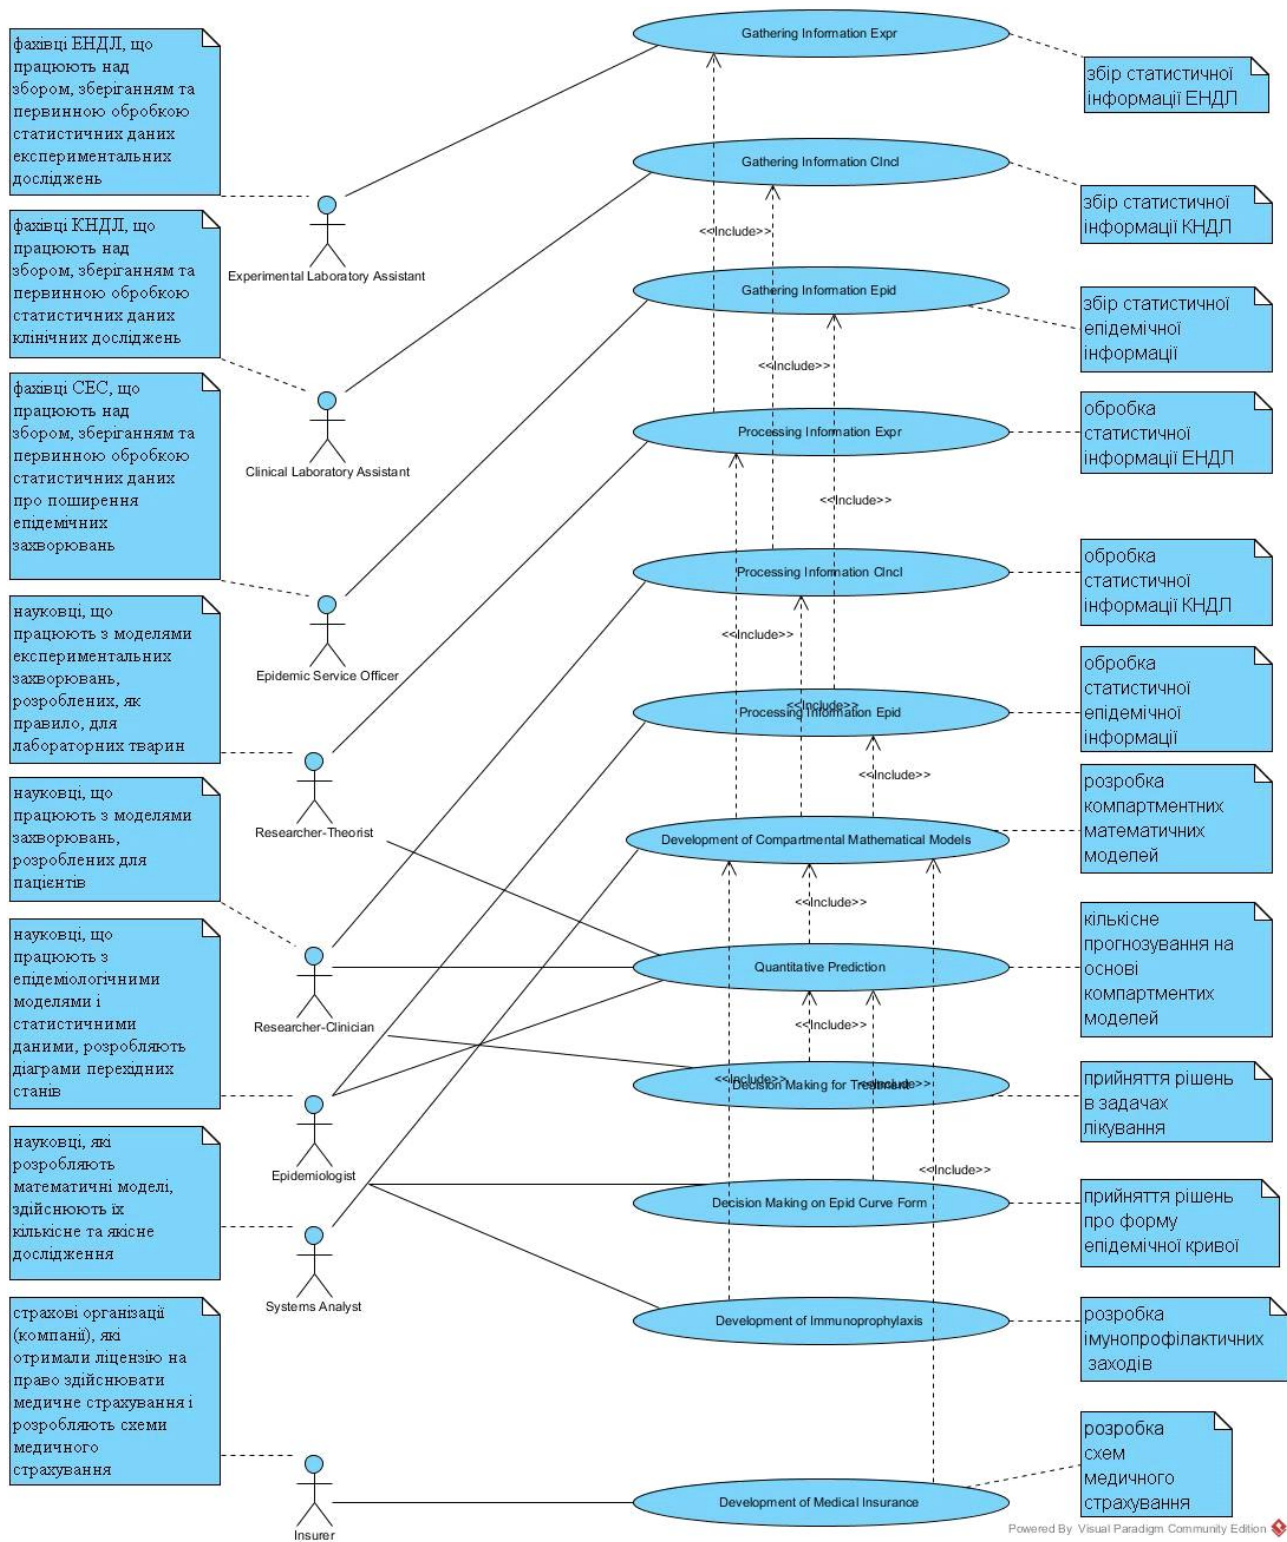 фахівці ЕНДЛ, що
працюють над
збором, зберіганням та
первинною обробкою
статистичних даних
експериментальних
досліджень
Experimental Laboratory Assistant
фахівці КНДЛ, що
працюють над
збором, зберіганням та
первинною обробкою
статистичних даних
клінічних досліджень
Clinical Laboratory Assistant
фахівці СЕС, що
працюють над
збором, зберіганням та
первинною обробкою
статистичних даних
про поширення
епідемічних
захворювань
Epidemic Service Officer
науковці, що
працюють з моделями
експериментальних
захворювань,
розроблених, як
правило, для
лабораторних тварин
Researcher-Theorist
науковці, що
працюють з моделями
захворювань,
розроблених для
пацієнтів
Researcher-Clinician
науковці, що
працюють з
епідеміологічними
моделями і
статистичними
даними, розробляють
діаграми перехідних
станів
Epidemiologist
науковці, які
розробляють
математичні моделі,
здійснюють їх
кількісне та якісне
дослідження
Systems Analyst
страхові організації
(компанії), які
отримали ліцензію на
право здійснювати
медичне страхування і
розробляють схеми
медичного
страхування
Insurer
Gathering Information Expr
Gathering Information Clncl
<<Include>>
Gathering Information Epid
<<Include>>
Processing Information Expr
<<Include>>
Processing Information Clncl
<<Include>>
<<Include>>
Processing Information Epid
<<Include>>
Development of Compartmental Mathematical Models
<<Include>>
Quantitative Prediction
<<Include>>
<<Include>>
<<Include>>
Decision Making for Treatment
<<Include>>
Decision Making on Epid Curve Form
Development of Immunoprophylaxis
Development of Medical Insurance
збір статистичної
інформації ЕНДЛ
збір статистичної
інформації КНДЛ
збір статистичної
епідемічної
інформації
обробка
статистичної
інформації ЕНДЛ
обробка
статистичної
інформації КНДЛ
обробка
статистичної
епідемічної
інформації
розробка
компартментних
математичних
моделей
кількісне
прогнозування на
основі
компартментих
моделей
прийняття рішень
в задачах
лікування
прийняття рішень
про форму
епідемічної кривої
розробка
імунопрофілактичних
заходів
розробка
схем
медичного
страхування
Powered By Visual Paradigm Community Edition